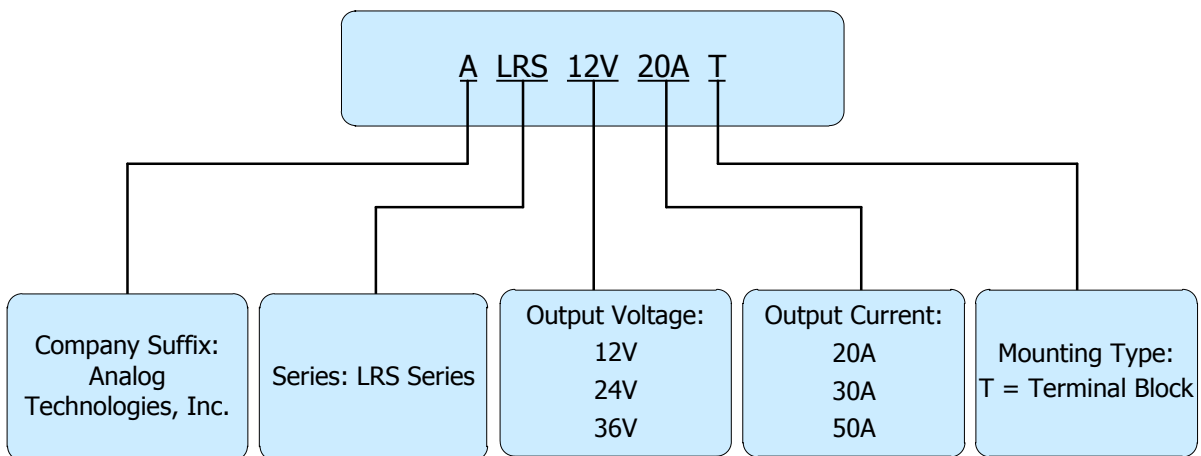 A LRS 12V 20A T
Company Suffix:
Analog
Technologies, Inc.
Series: LRS Series
Output Voltage:
12V
24V
36V
Output Current:
20A
30A
50A
Mounting Type:
T = Terminal Block